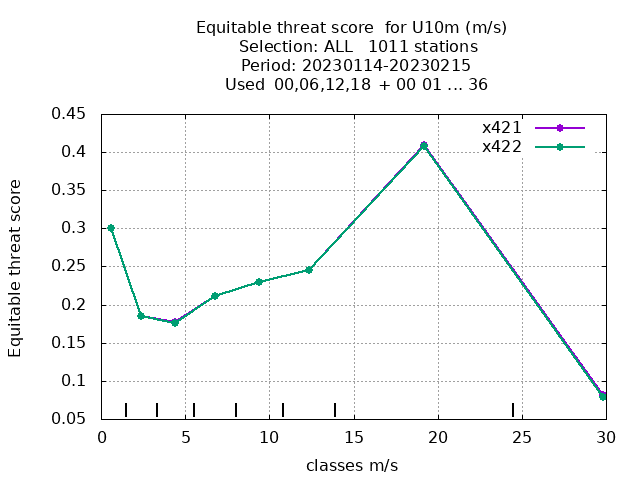 Equitable threat score  for U10m (m/s)
Selection: ALL   1011 stations
Period: 20230114-20230215
Used  00,06,12,18  + 00 01 ... 36
x421
x422
Equitable threat score
0.45
0.4
0.35
0.3
0.25
0.2
0.15
0.1
0.05
0 5 10 15 20 25 30
classes m/s